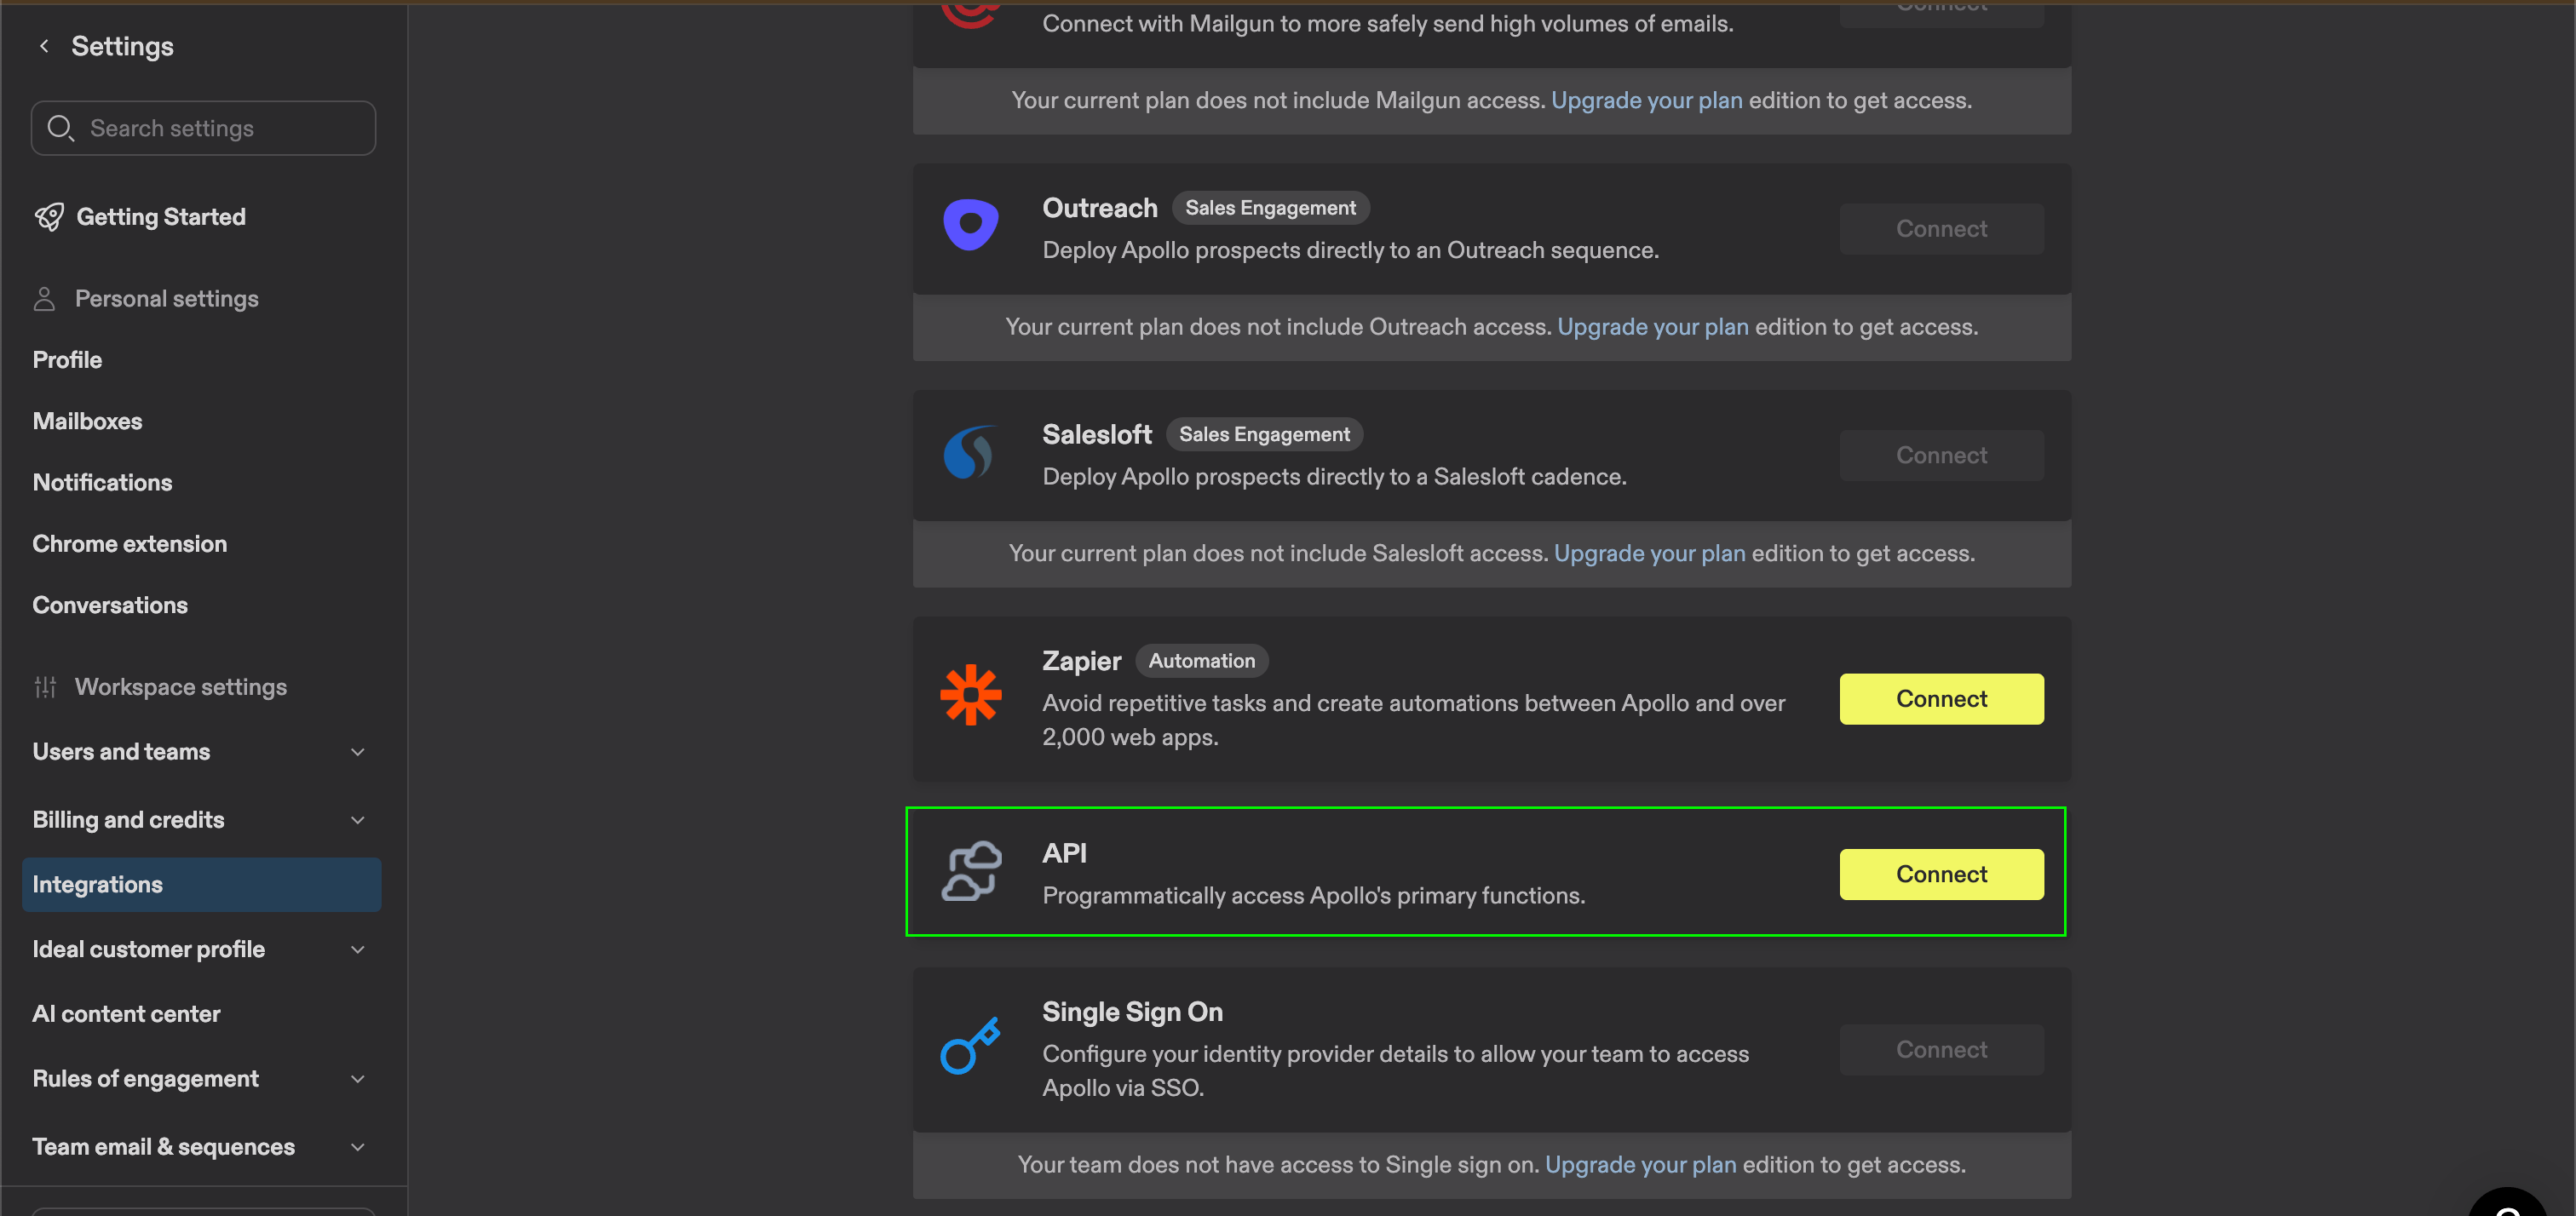 Settings
Search settings
Getting Started
Personal settings
Profile
Mailboxes
Notifications
Chrome extension
Conversations
Workspace settings
Users and teams
Billing and credits
Integrations
Ideal customer profile
AI content center
Rules of engagement
Team email & sequences
Connect
Connect with Mailgun to more safely send high volumes of emails.
Your current plan does not include Mailgun access. Upgrade your plan edition to get access.
Outreach Sales Engagement
Deploy Apollo prospects directly to an Outreach sequence.
Connect
Your current plan does not include Outreach access. Upgrade your plan edition to get access.
Salesloft Sales Engagement
Deploy Apollo prospects directly to a Salesloft cadence.
Connect
Your current plan does not include Salesloft access. Upgrade your plan edition to get access.
Zapier Automation
Avoid repetitive tasks and create automations between Apollo and over
2,000 web apps.
Connect
API
Programmatically access Apollo's primary functions.
Connect
Single Sign On
Configure your identity provider details to allow your team to access
Apollo via SSO.
Connect
Your team does not have access to Single sign on. Upgrade your plan edition to get access.